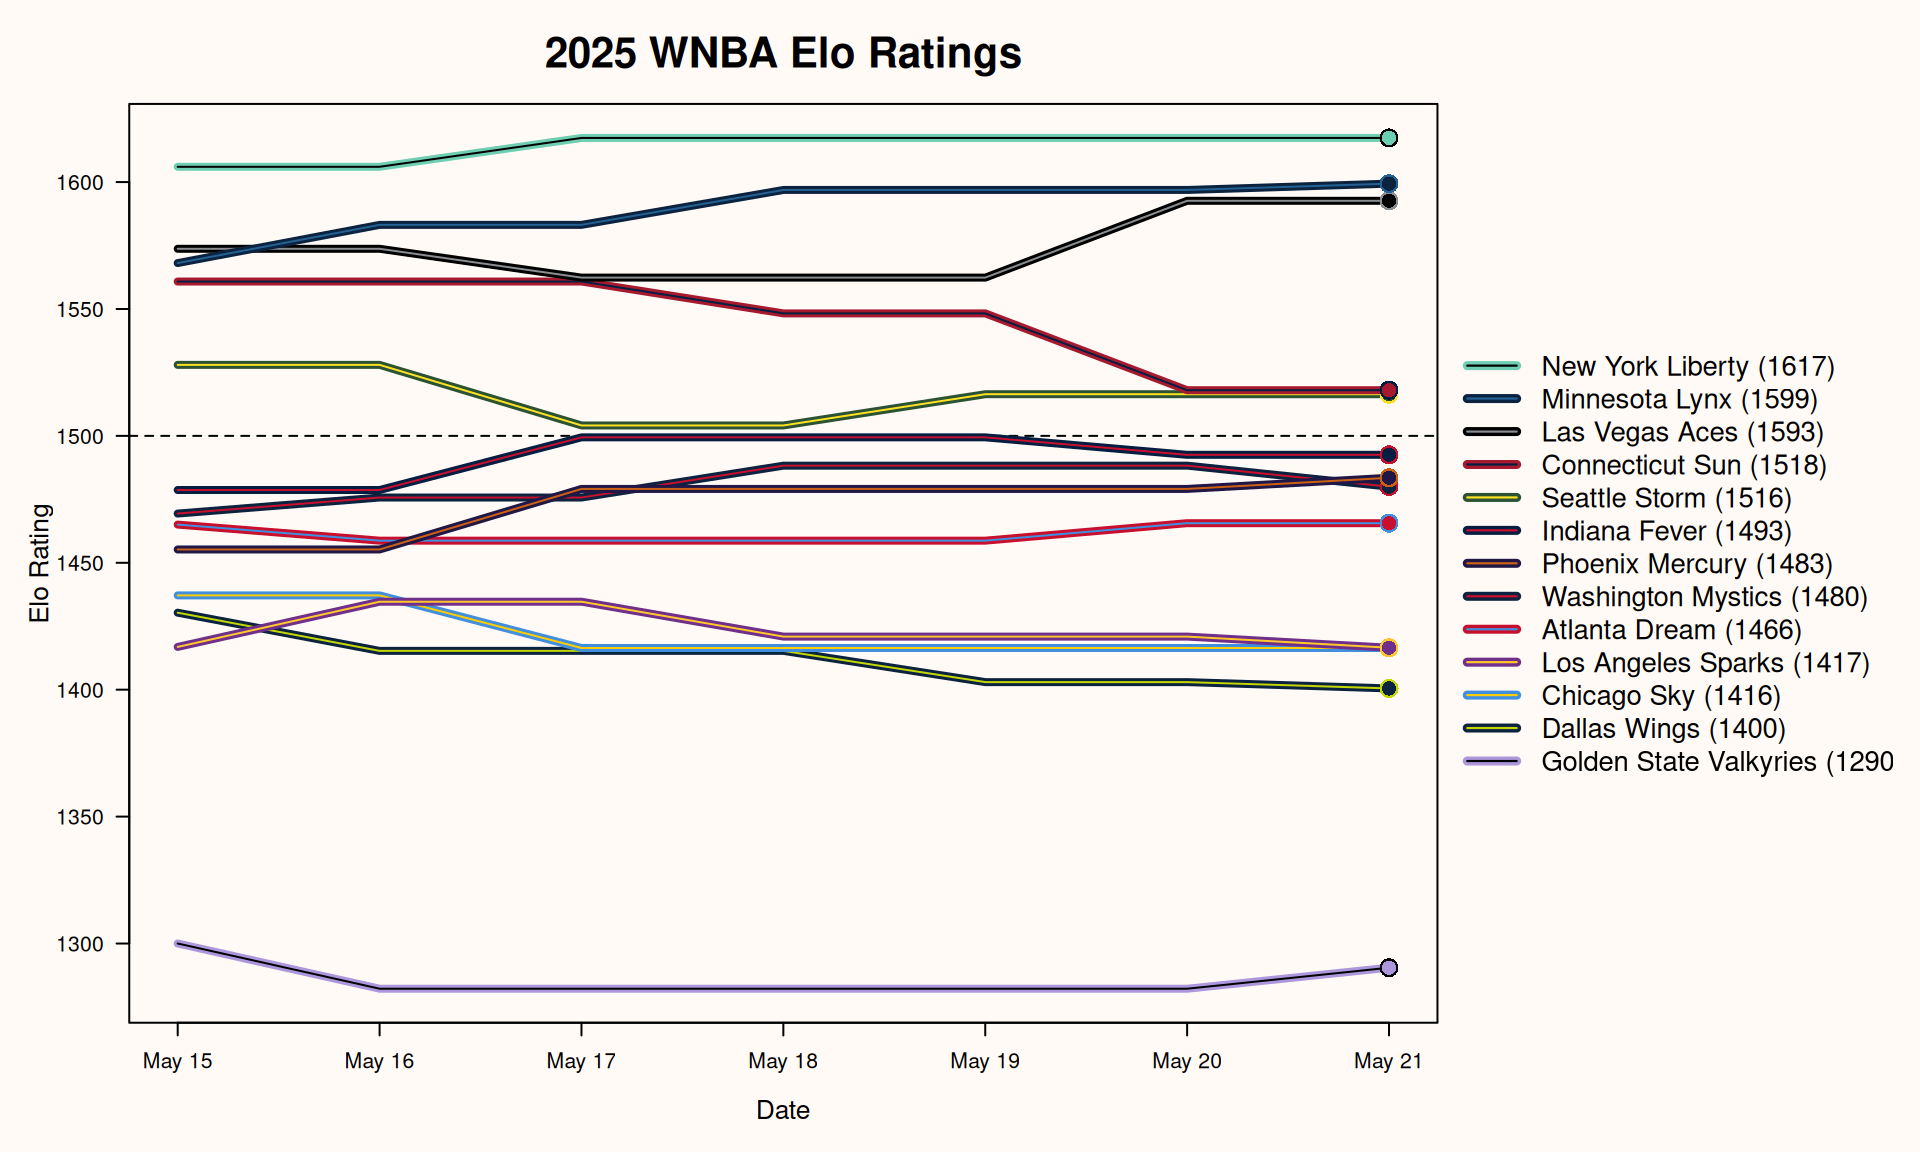 2025 WNBA Elo Ratings
Elo Rating
1600
1550
1500
1450
1400
1350
1300
May 15
May 16
May 17
May 18
May 19
May 20
May 21
Date
New York Liberty (1617)
Minnesota Lynx (1599)
Las Vegas Aces (1593)
Connecticut Sun (1518)
Seattle Storm (1516)
Indiana Fever (1493)
Phoenix Mercury (1483)
Washington Mystics (1480)
Atlanta Dream (1466)
Los Angeles Sparks (1417)
Chicago Sky (1416)
Dallas Wings (1400)
Golden State Valkyries (1290